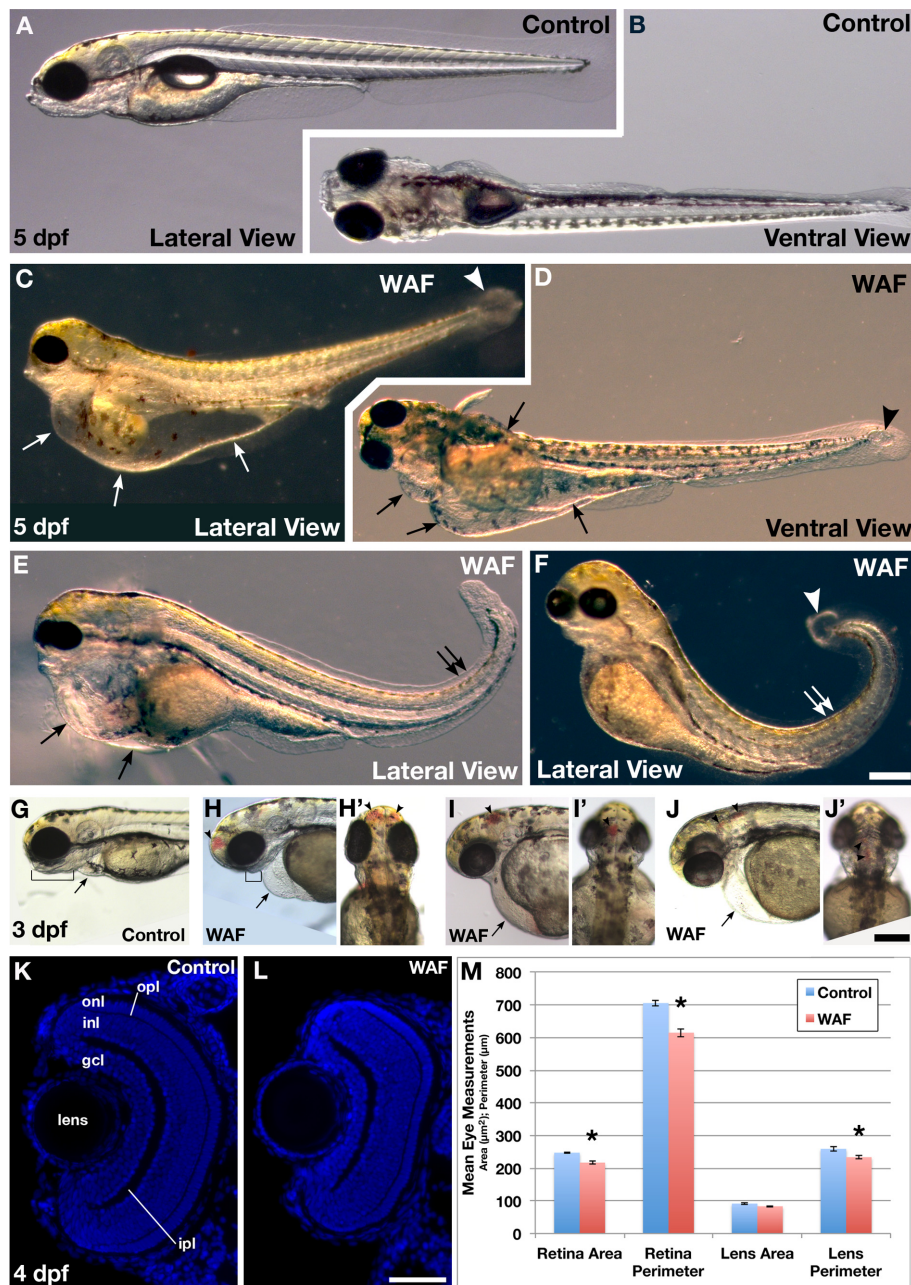 A
Control
B
Control
5 dpf
Lateral View
Ventral View
C
WAF
D
WAF
5 dpf
Lateral View
Ventral View
E
WAF
F
WAF
Lateral View
Lateral View
G
H
H'
I
I'
J
J'
3 dpf
Control
WAF
WAF
WAF
K
Control
L
WAF
M
opl
onl
inl
gcl
lens
ipl
4 dpf
Mean Eye Measurements
Area (µm²); Perimeter (µm)
800
700
600
500
400
300
200
100
0
Control
WAF
*
*
*
Retina Area
Retina Perimeter
Lens Area
Lens Perimeter